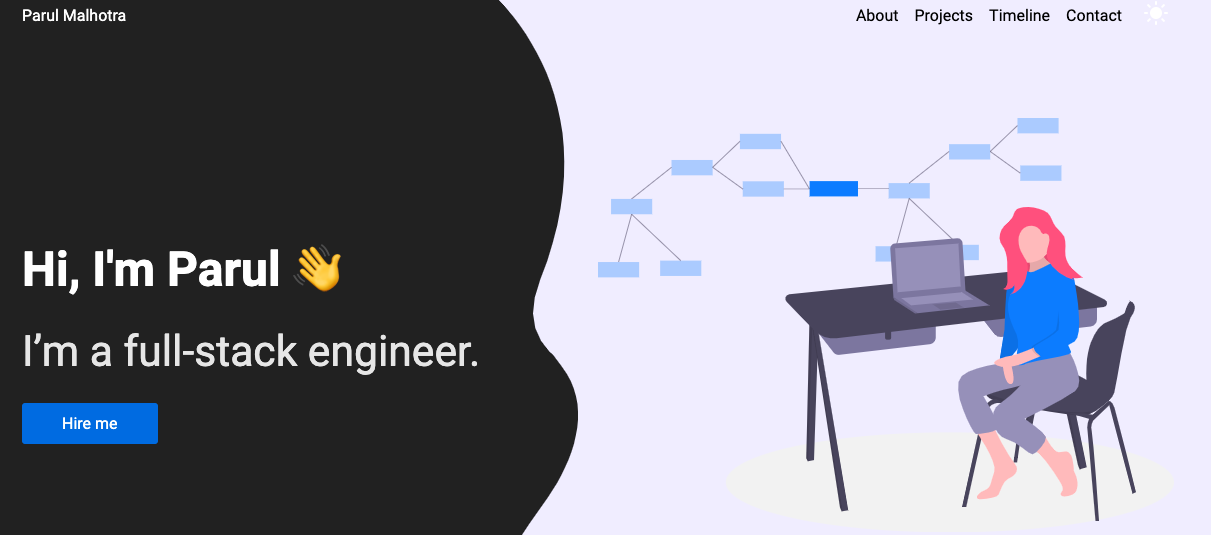 Parul Malhotra
About Projects Timeline Contact
Hi, I'm Parul 👋
I’m a full-stack engineer.
Hire me